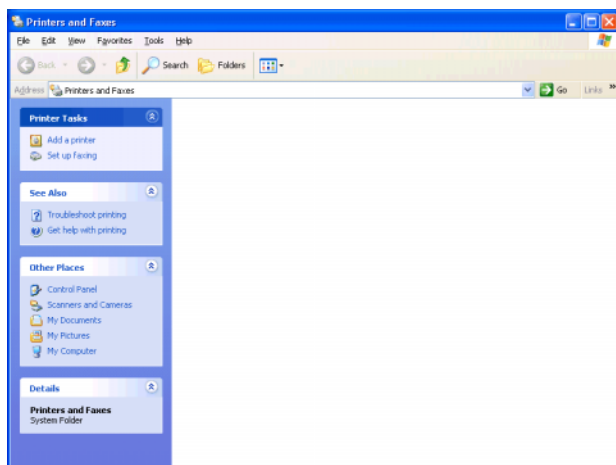 Printers and Faxes
File Edit View Favorites Tools Help
Back Search Folders
Address Printers and Faxes Go Links »
Printer Tasks
Add a printer
Set up faxing
See Also
Troubleshoot printing
Get help with printing
Other Places
Control Panel
Scanners and Cameras
My Documents
My Pictures
My Computer
Details
Printers and Faxes
System Folder